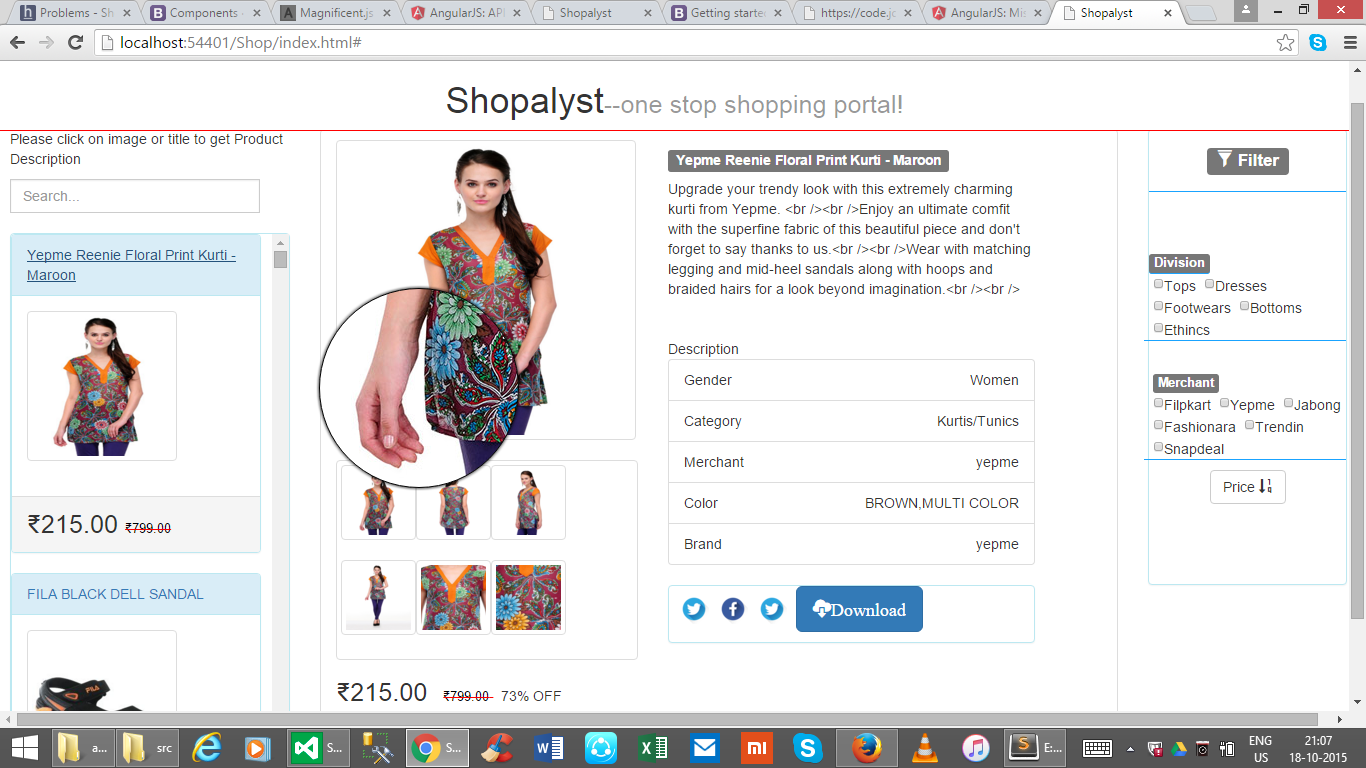 Problems - Sh
Components -
Magnificent.js
AngularJS: API
Shopalyst
Getting starte
https://code.jc
AngularJS: Mis
Shopalyst
localhost:54401/Shop/index.html#
Shopalyst--one stop shopping portal!
Please click on image or title to get Product
Description
Search...
Yepme Reenie Floral Print Kurti -
Maroon
₹215.00 ₹799.00
FILA BLACK DELL SANDAL
₹215.00 ₹799.00 73% OFF
Yepme Reenie Floral Print Kurti - Maroon
Upgrade your trendy look with this extremely charming
kurti from Yepme. <br /><br />Enjoy an ultimate comfit
with the superfine fabric of this beautiful piece and don't
forget to say thanks to us.<br /><br />Wear with matching
legging and mid-heel sandals along with hoops and
braided hairs for a look beyond imagination.<br /><br />
Description
Gender Women
Category Kurtis/Tunics
Merchant yepme
Color BROWN,MULTI COLOR
Brand yepme
Download
Filter
Division
Tops Dresses
Footwears Bottoms
Ethincs
Merchant
Filpkart Yepme Jabong
Fashionara Trendin
Snapdeal
Price
a...
src
S...
S...
E...
ENG
US
21:07
18-10-2015